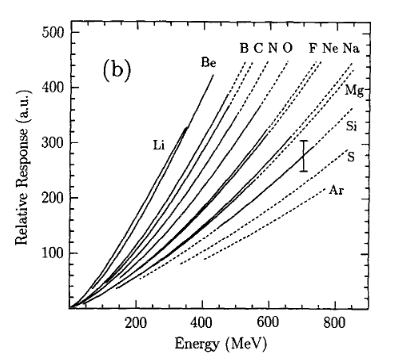 500
400
300
200
100
Relative Response (a.u.)
(b)
Li
Be
B C N O
F Ne Na
Mg
Si
S
Ar
200 400 600 800
Energy (MeV)